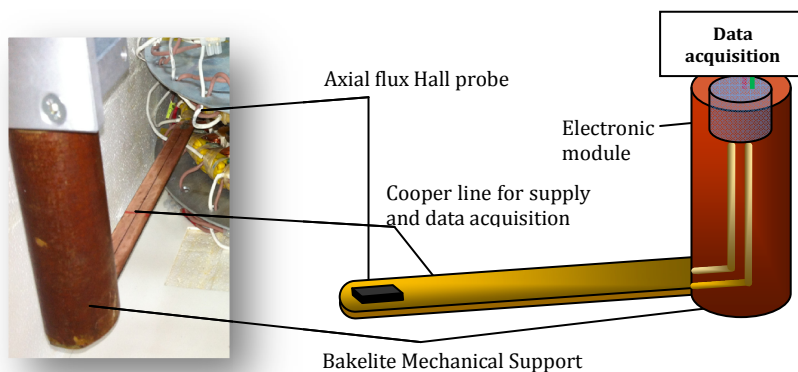 Data
acquisition
Axial flux Hall probe
Electronic
module
Cooper line for supply
and data acquisition
Bakelite Mechanical Support